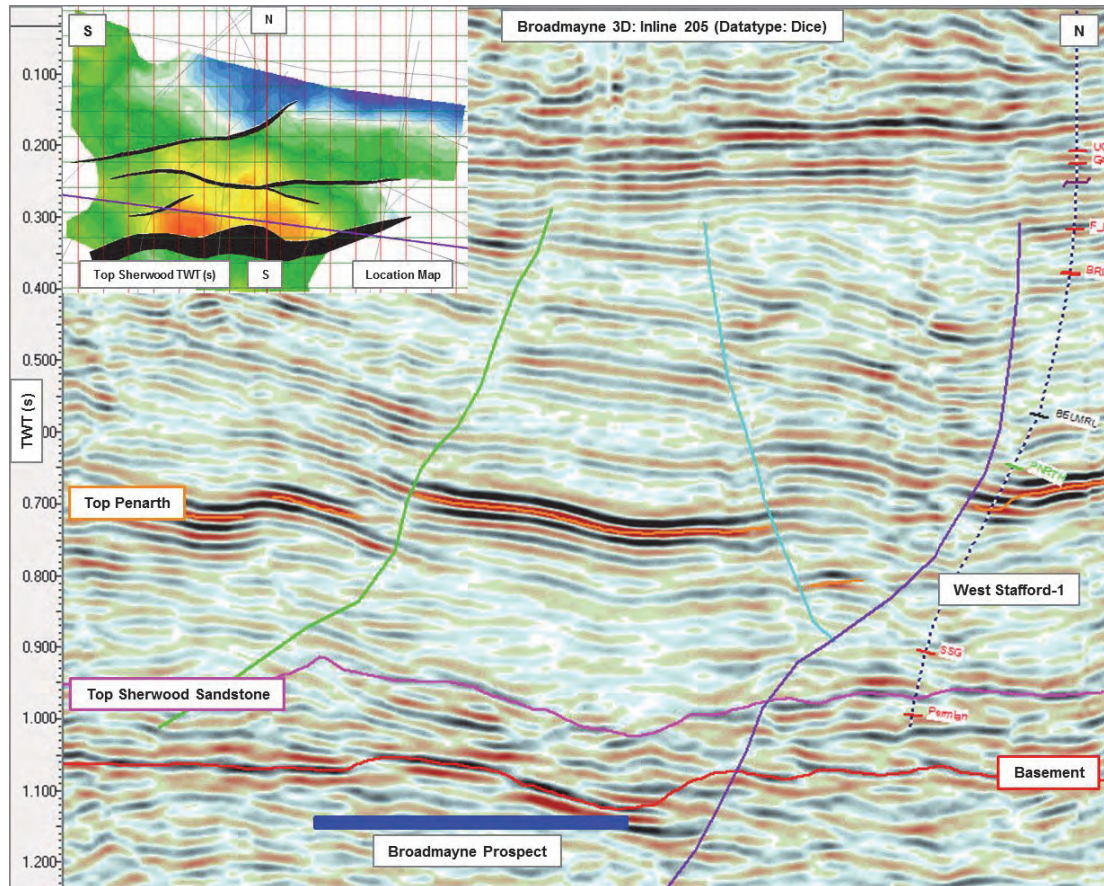 S
N
Broadmayne 3D: Inline 205 (Datatype: Dice)
N
0.100
0.200
0.300
0.400
0.500
00
0.700
0.800
0.900
1.000
1.100
1.200
TWT (s)
Top Sherwood TWT (s)
S
Location Map
BSLMRL
Top Penarth
West Stafford-1
SSG
Top Sherwood Sandstone
Permian
Basement
Broadmayne Prospect